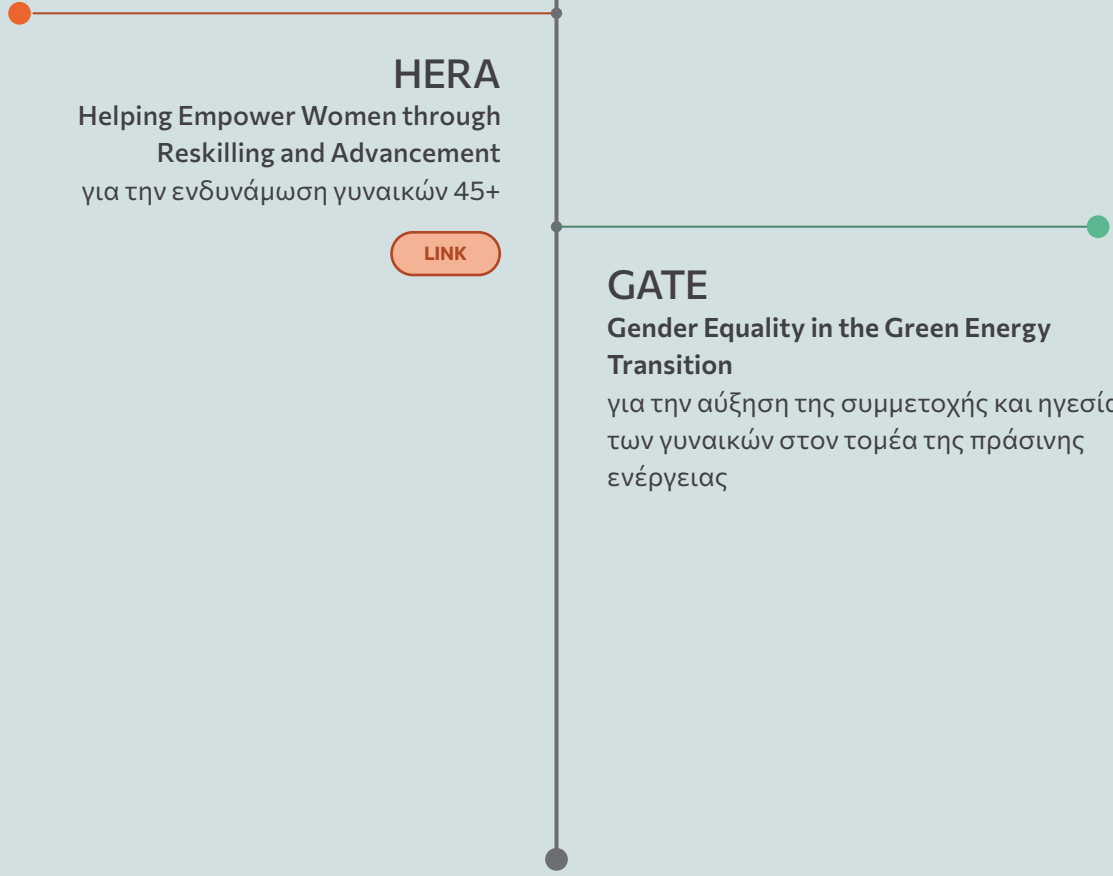 HERA
Helping Empower Women through
Reskilling and Advancement
για την ενδυνάμωση γυναικών 45+
LINK
GATE
Gender Equality in the Green Energy
Transition
για την αύξηση της συμμετοχής και
των γυναικών στον τομέα της πράσινης
ενέργειας